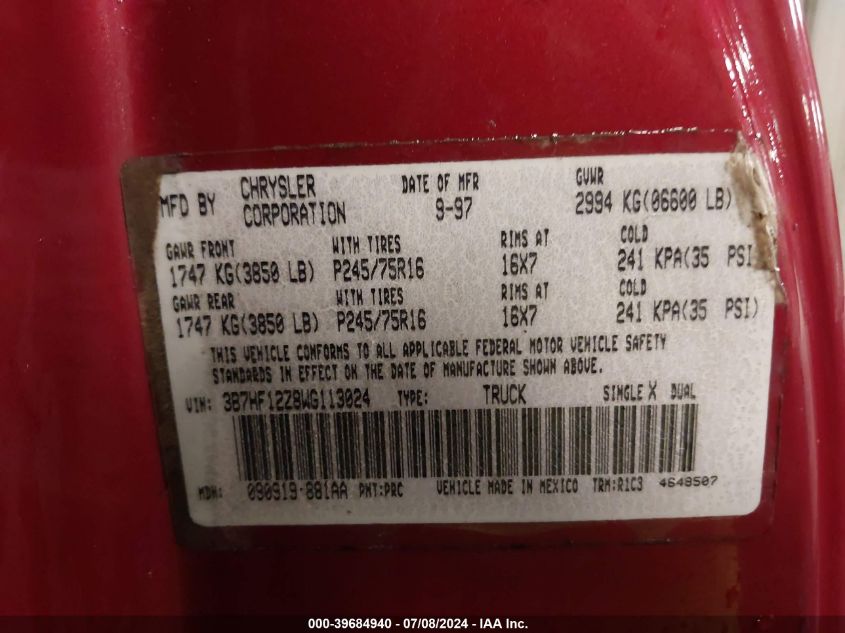 MFD BY CHRYSLER CORPORATION DATE OF MFR 9-97 GVWR 2994 KG(06600 LB)
GAWR FRONT WITH TIRES RIMS AT COLD
1747 KG(3850 LB) P245/75R16 16X7 241 KPA(35 PSI
GAWR REAR WITH TIRES RIMS AT COLD
1747 KG(3850 LB) P245/75R16 16X7 241 KPA(35 PSI)
THIS VEHICLE CONFORMS TO ALL APPLICABLE FEDERAL MOTOR VEHICLE SAFETY
STANDARDS IN EFFECT ON THE DATE OF MANUFACTURE SHOWN ABOVE.
VIN: 3B7HF12Z8WG113024 TYPE: TRUCK SINGLE X DUAL
MDH: 090919 881AA PNT:PRC VEHICLE MADE IN MEXICO TRM:R1C3 4648507
000-39684940 - 07/08/2024 - IAA Inc.